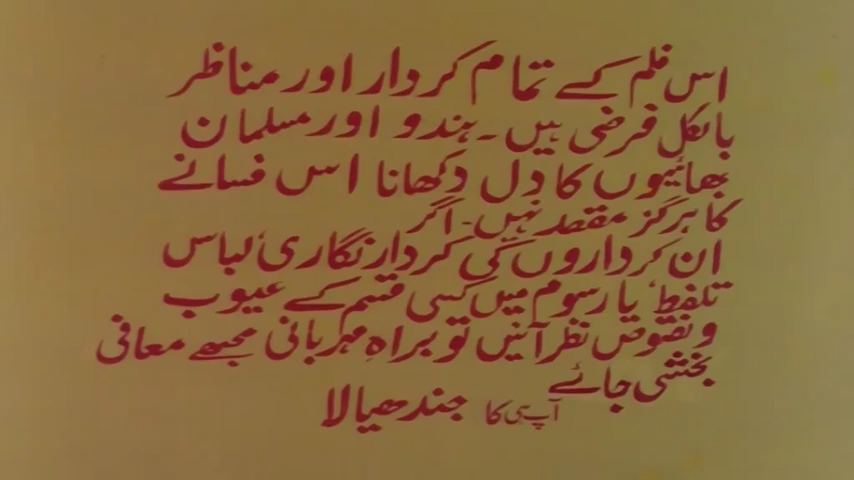 اس فلم کے تمام کردار اور مناظر
بالکل فرضی ہیں۔ ہندو اور مسلمان
بھائیوں کا دل دکھانا اس فسانے
کا ہرگز مقصد نہیں۔ اگر
ان کرداروں کی کردار نگاری، لباس
تلفظ، یا رسوم میں کسی قسم کے عیوب
و نقوص نظر آئیں تو براہِ مہربانی مجھے معافی
بخشی جائے
آپ ہی کا جندھیالا